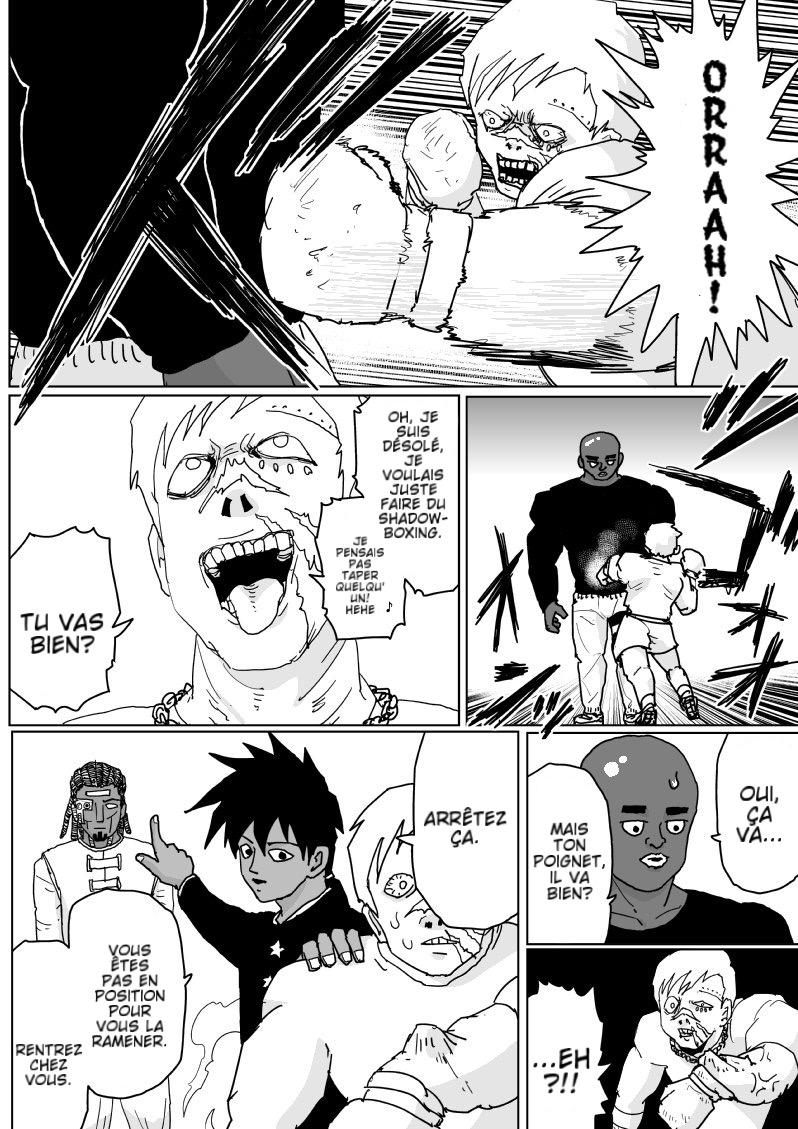 ORRAAH!
OH, JE
SUIS
DÉSOLÉ,
JE
VOULAIS
JUSTE
FAIRE DU
SHADOW-
BOXING.
JE
PENSAIS
PAS
TAPER
QUELQU'
UN!
HEHE
♪
TU VAS
BIEN?
OUI,
ÇA
VA...
MAIS
TON
POIGNET,
IL VA
BIEN?
...EH
?!!
ARRÊTEZ
ÇA.
VOUS
ÊTES
PAS EN
POSITION
POUR
VOUS LA
RAMENER.
RENTREZ
CHEZ
VOUS.